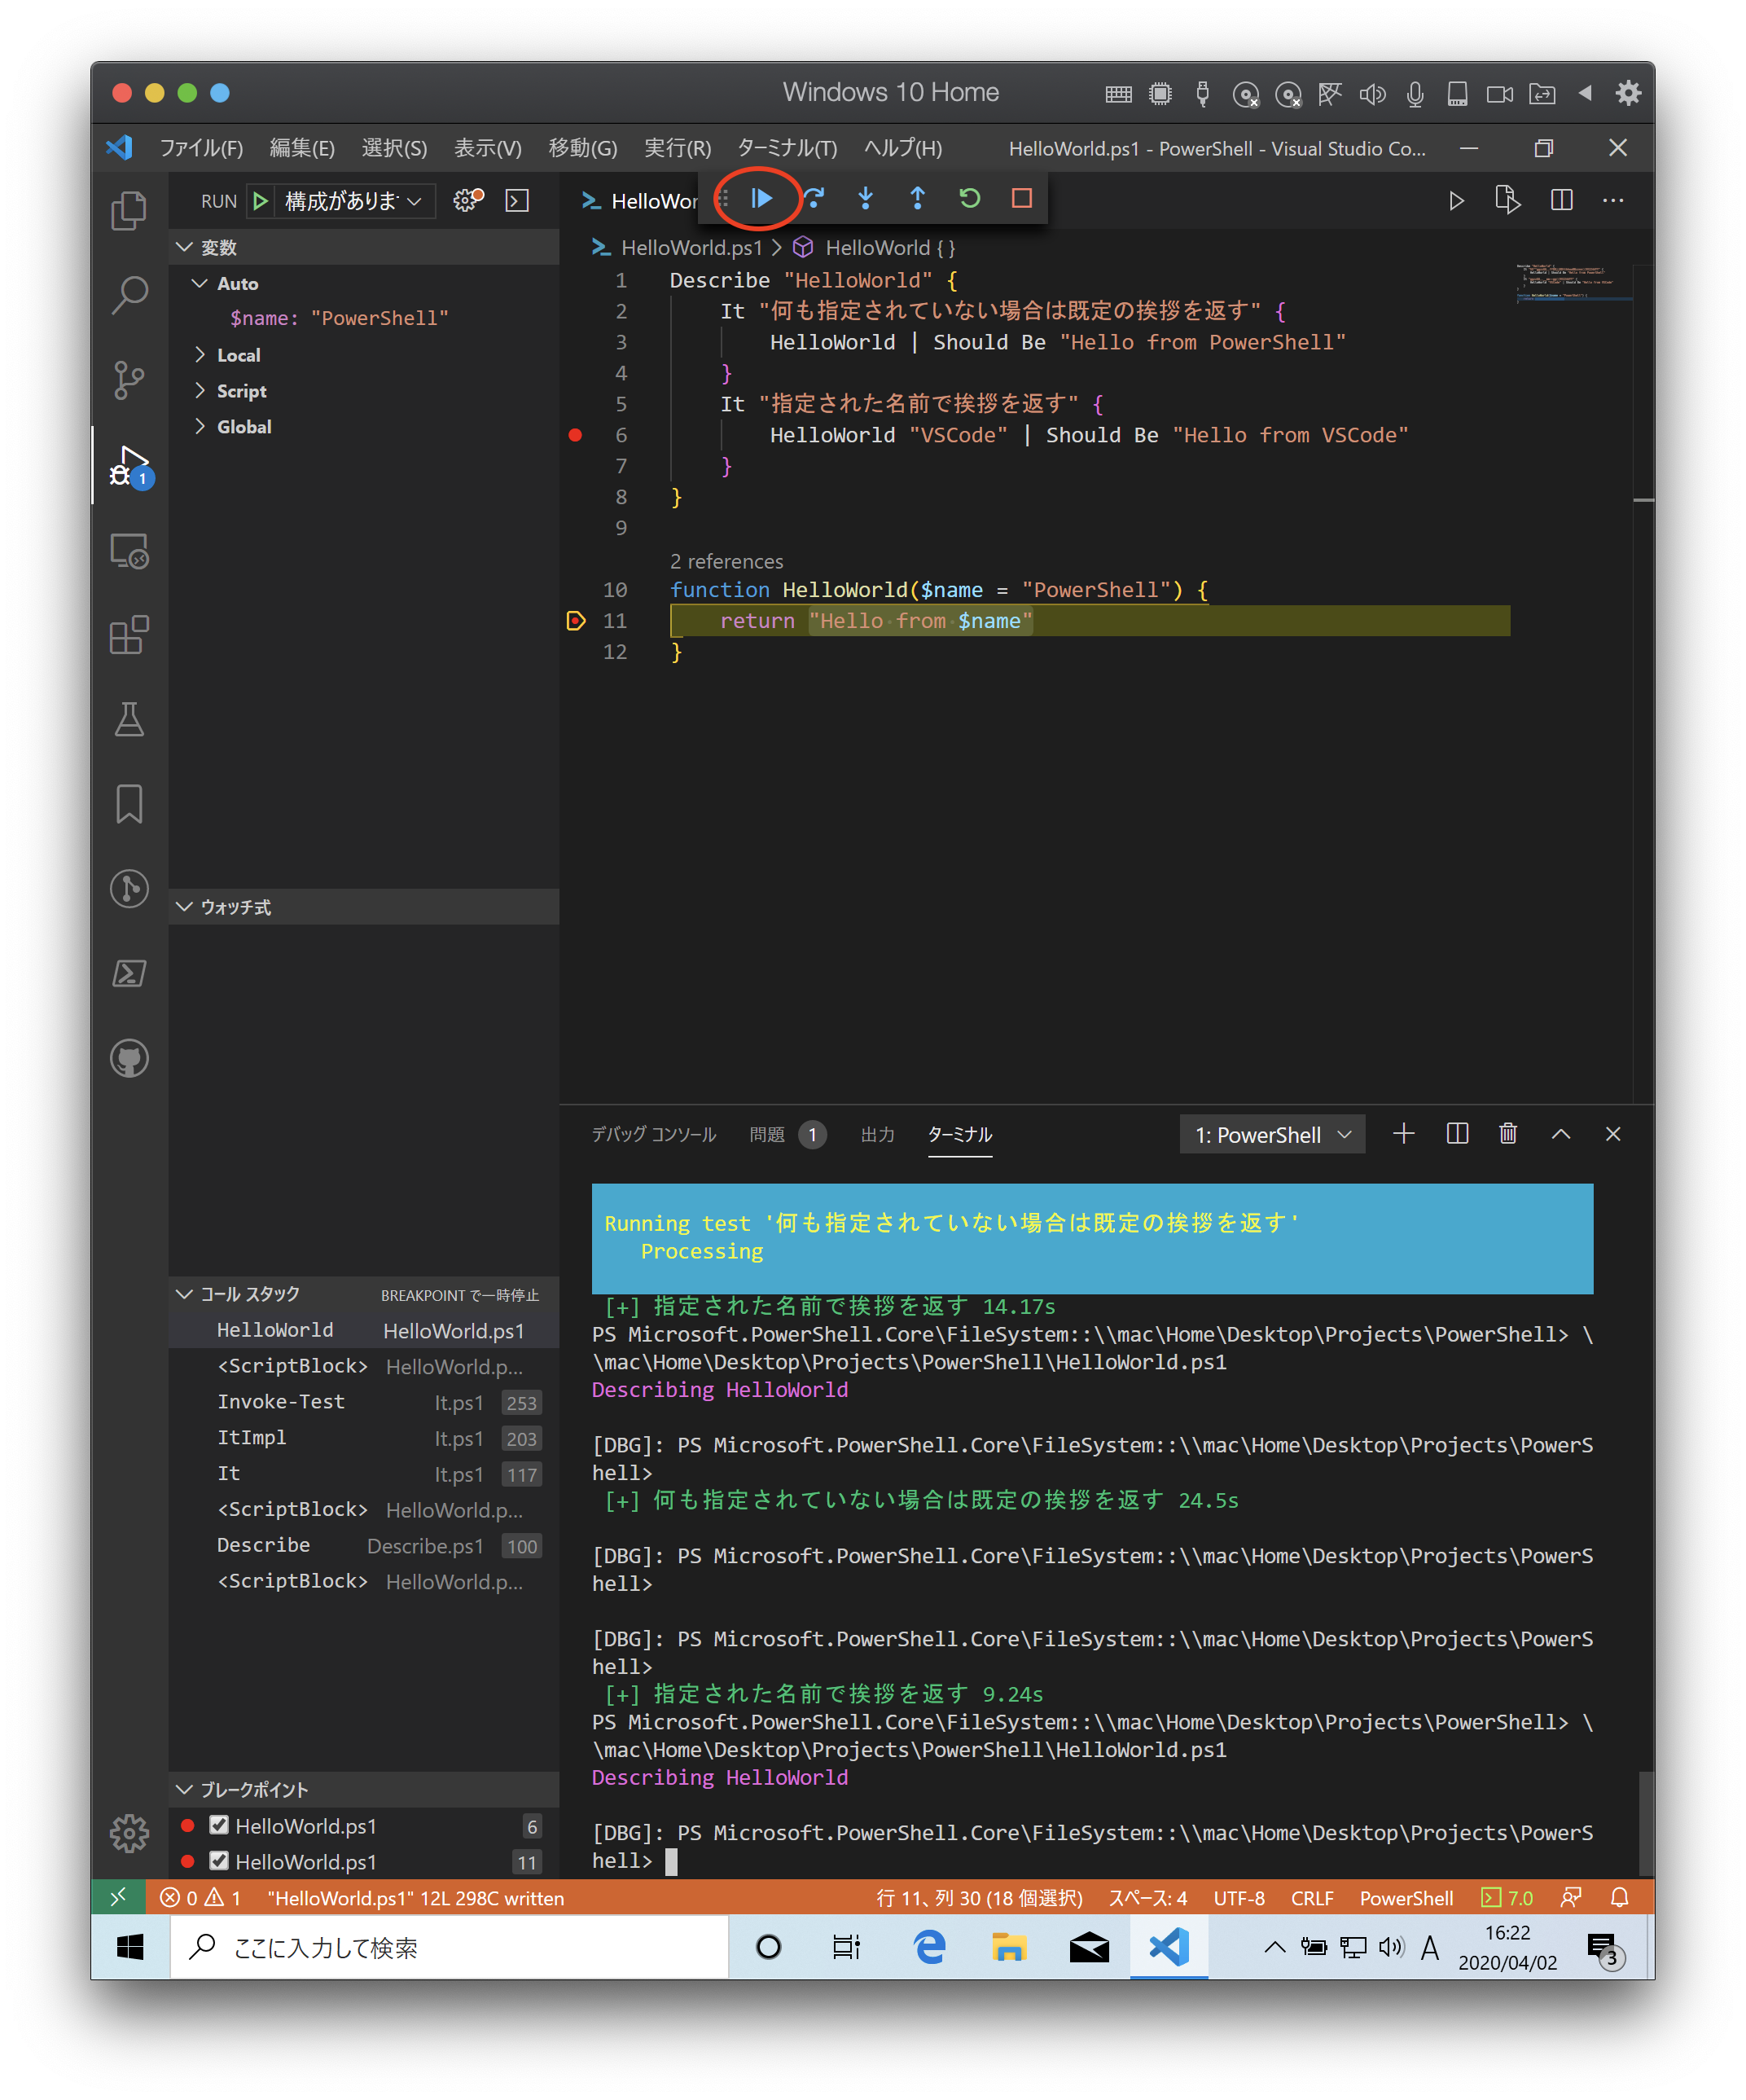 Windows 10 Home
ファイル(F) 編集(E) 選択(S) 表示(V) 移動(G) 実行(R) ターミナル(T) ヘルプ(H) HelloWorld.ps1 - PowerShell - Visual Studio Co...
RUN 構成がありま
HelloWor
変数
Auto
$name: "PowerShell"
Local
Script
Global
1
ウォッチ式
コール スタック BREAKPOINT で一時停止
HelloWorld HelloWorld.ps1
<ScriptBlock> HelloWorld.p...
Invoke-Test It.ps1 253
ItImpl It.ps1 203
It It.ps1 117
<ScriptBlock> HelloWorld.p...
Describe Describe.ps1 100
<ScriptBlock> HelloWorld.p...
ブレークポイント
HelloWorld.ps1 6
HelloWorld.ps1 11
HelloWorld.ps1 > HelloWorld { }
1 Describe "HelloWorld" {
2 It "何も指定されていない場合は既定の挨拶を返す" {
3 HelloWorld | Should Be "Hello from PowerShell"
4 }
5 It "指定された名前で挨拶を返す" {
6 HelloWorld "VSCode" | Should Be "Hello from VSCode"
7 }
8 }
9
2 references
10 function HelloWorld($name = "PowerShell") {
11 return "Hello from $name"
12 }
デバッグ コンソール 問題 1 出力 ターミナル 1: PowerShell
Running test '何も指定されていない場合は既定の挨拶を返す'
Processing
[+] 指定された名前で挨拶を返す 14.17s
PS Microsoft.PowerShell.Core\FileSystem::\\mac\Home\Desktop\Projects\PowerShell> \
\mac\Home\Desktop\Projects\PowerShell\HelloWorld.ps1
Describing HelloWorld
[DBG]: PS Microsoft.PowerShell.Core\FileSystem::\\mac\Home\Desktop\Projects\PowerS
hell>
[+] 何も指定されていない場合は既定の挨拶を返す 24.5s
[DBG]: PS Microsoft.PowerShell.Core\FileSystem::\\mac\Home\Desktop\Projects\PowerS
hell>
[DBG]: PS Microsoft.PowerShell.Core\FileSystem::\\mac\Home\Desktop\Projects\PowerS
hell>
[+] 指定された名前で挨拶を返す 9.24s
PS Microsoft.PowerShell.Core\FileSystem::\\mac\Home\Desktop\Projects\PowerShell> \
\mac\Home\Desktop\Projects\PowerShell\HelloWorld.ps1
Describing HelloWorld
[DBG]: PS Microsoft.PowerShell.Core\FileSystem::\\mac\Home\Desktop\Projects\PowerS
hell>
0 1 "HelloWorld.ps1" 12L 298C written 行 11、列 30 (18 個選択) スペース: 4 UTF-8 CRLF PowerShell 7.0
ここに入力して検索
A
16:22
2020/04/02
3